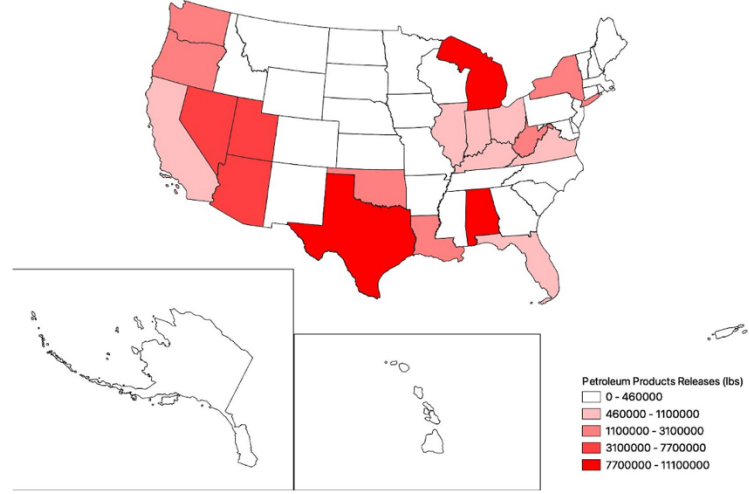 Petroleum Products Releases (lbs)
0 - 460000
460000 - 1100000
1100000 - 3100000
3100000 - 7700000
7700000 - 11100000